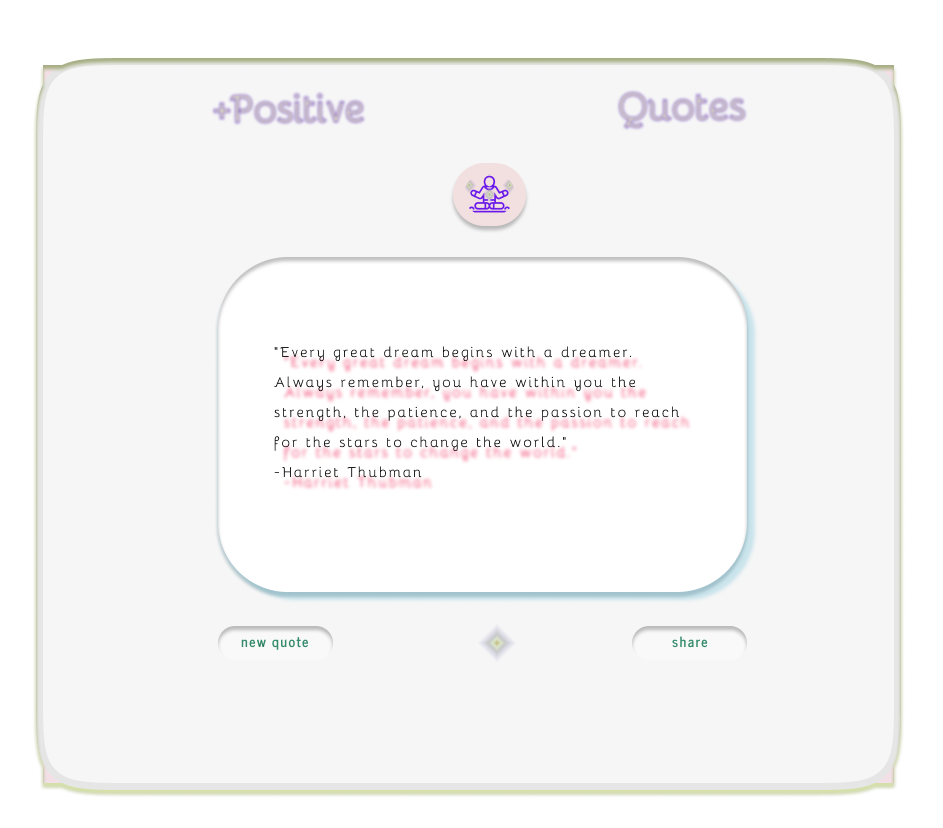 +Positive Quotes
"Every great dream begins with a dreamer.
Always remember, you have within you the
strength, the patience, and the passion to reach
for the stars to change the world."
-Harriet Thubman
new quote
share